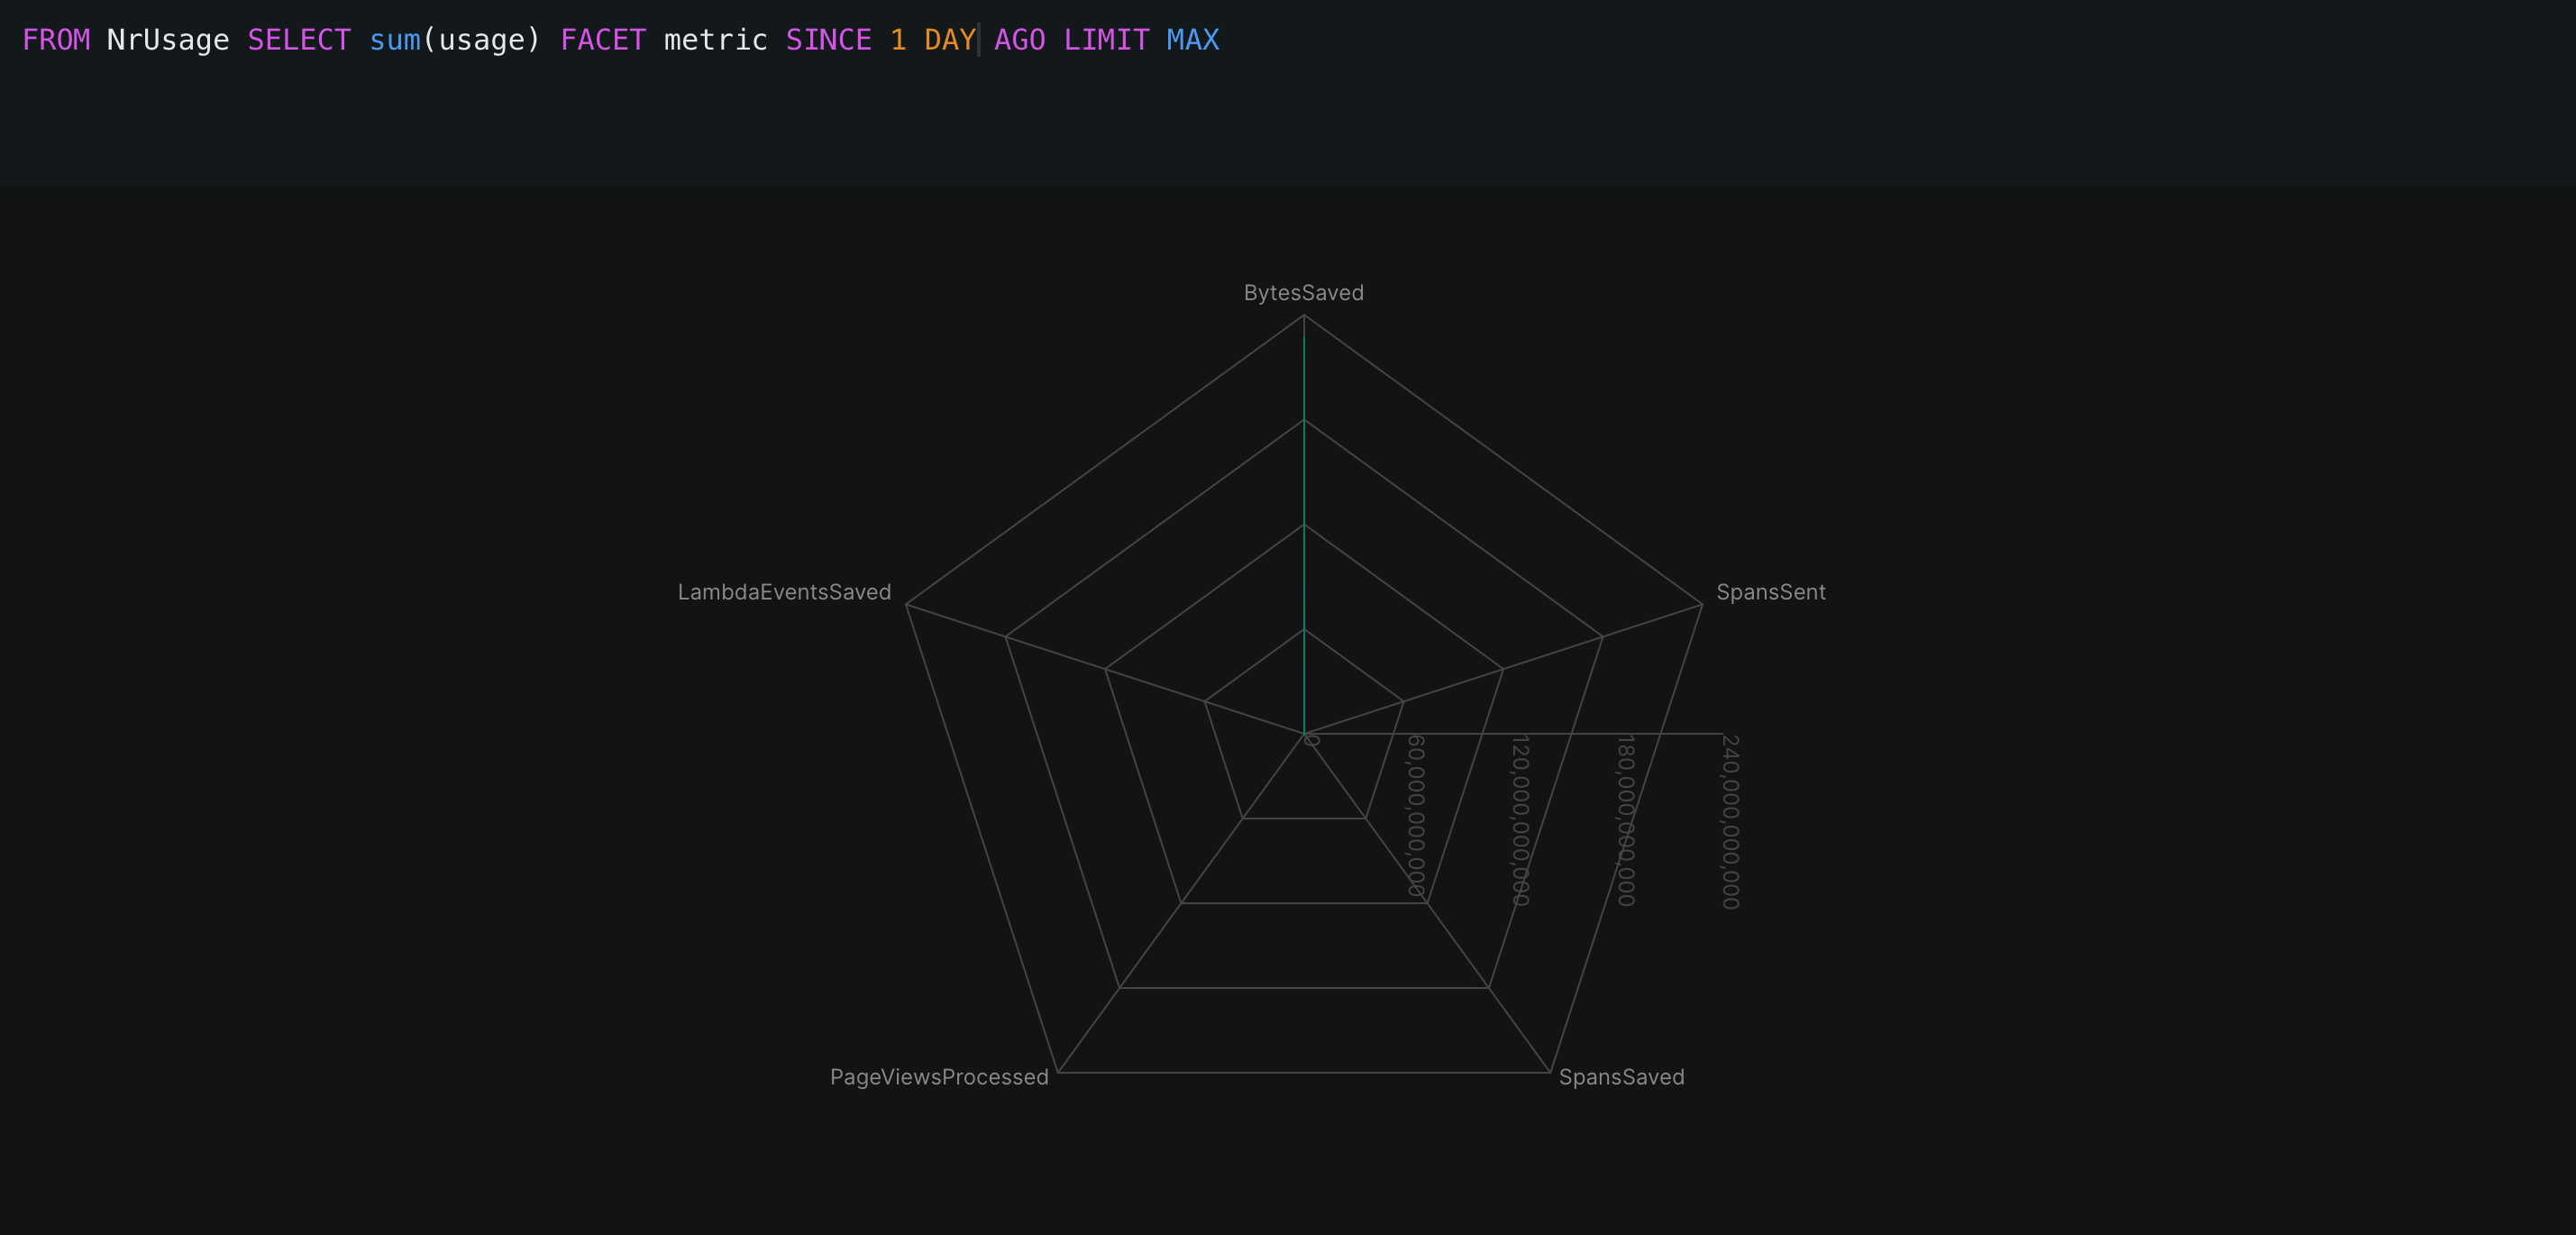 FROM NrUsage SELECT sum(usage) FACET metric SINCE 1 DAY AGO LIMIT MAX
BytesSaved
LambdaEventsSaved
SpansSent
0
60,000,000,000
120,000,000,000
180,000,000,000
240,000,000,000
PageViewsProcessed
SpansSaved